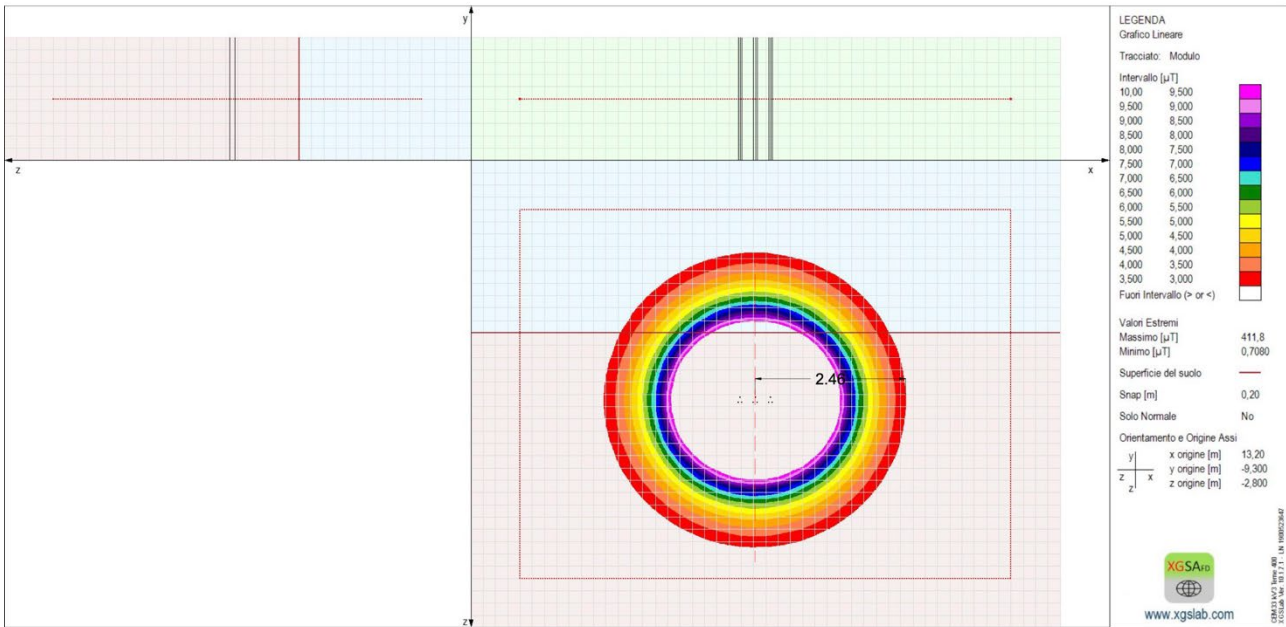 y
z
x
2.46
z
LEGENDA
Grafico Lineare
Tracciato: Modulo
Intervallo [µT]
10,00 9,500
9,500 9,000
9,000 8,500
8,500 8,000
8,000 7,500
7,500 7,000
7,000 6,500
6,500 6,000
6,000 5,500
5,500 5,000
5,000 4,500
4,500 4,000
4,000 3,500
3,500 3,000
Fuori Intervallo (> or <)
Valori Estremi
Massimo [µT] 411,8
Minimo [µT] 0,7080
Superficie del suolo
Snap [m] 0,20
Solo Normale No
Orientamento e Origine Assi
y x origine [m] 13,20
z x y origine [m] -9,300
z z origine [m] -2,800
XGSA FD
www.xgslab.com